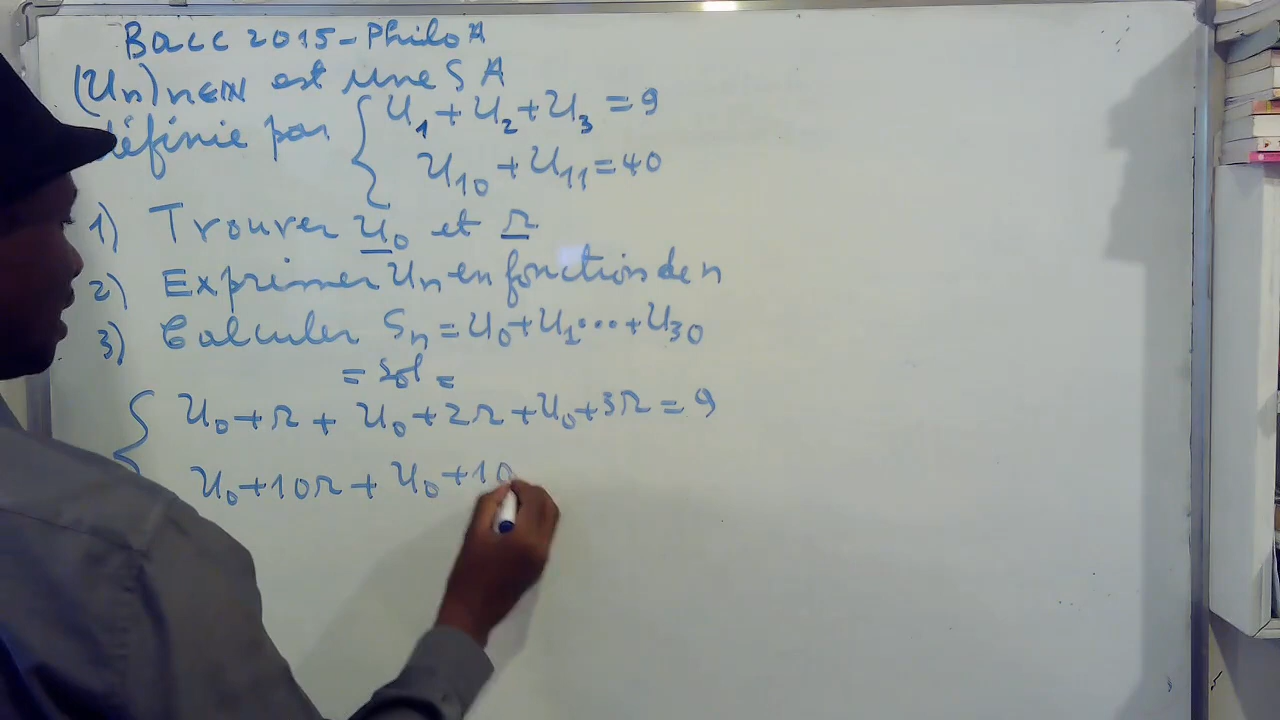 Bacc 2015 - Philo A
(Un)n∈IN est une S A
définie par { U1 + U2 + U3 = 9
U10 + U11 = 40
1) Trouver U0 et r
2) Exprimer Un en fonction de n
3) Calculer Sn = U0 + U1 ... + U30
= Sol =
{ U0 + r + U0 + 2r + U0 + 3r = 9
U0 + 10r + U0 + 10